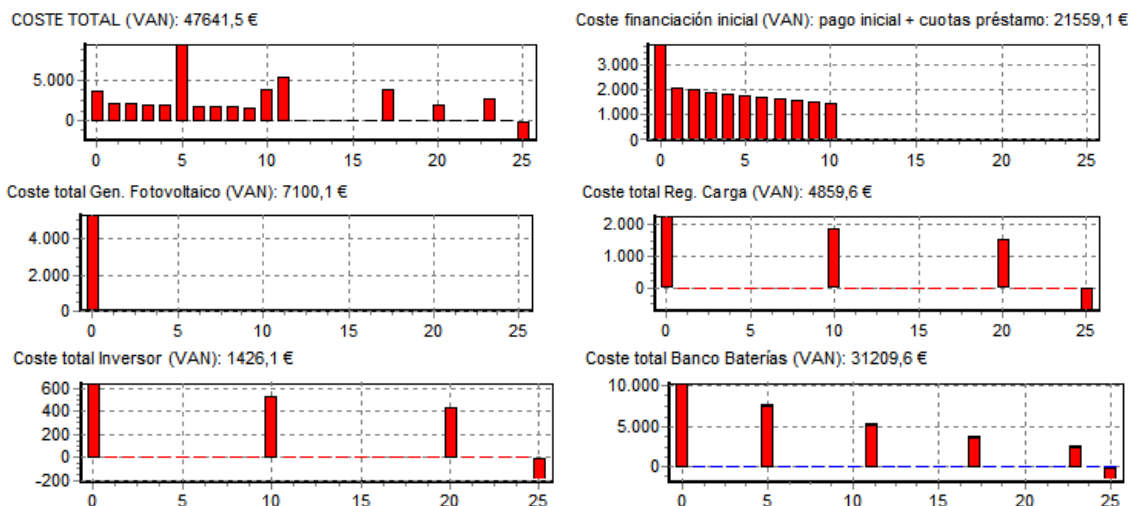 COSTE TOTAL (VAN): 47641,5 €
5.000
0
0 5 10 15 20 25
Coste financiación inicial (VAN): pago inicial + cuotas préstamo: 21559,1 €
3.000
2.000
1.000
0
0 5 10 15 20 25
Coste total Gen. Fotovoltaico (VAN): 7100,1 €
4.000
2.000
0
0 5 10 15 20 25
Coste total Reg. Carga (VAN): 4859,6 €
2.000
1.000
0
0 5 10 15 20 25
Coste total Inversor (VAN): 1426,1 €
600
400
200
0
-200
0 5 10 15 20 25
Coste total Banco Baterías (VAN): 31209,6 €
10.000
5.000
0
0 5 10 15 20 25